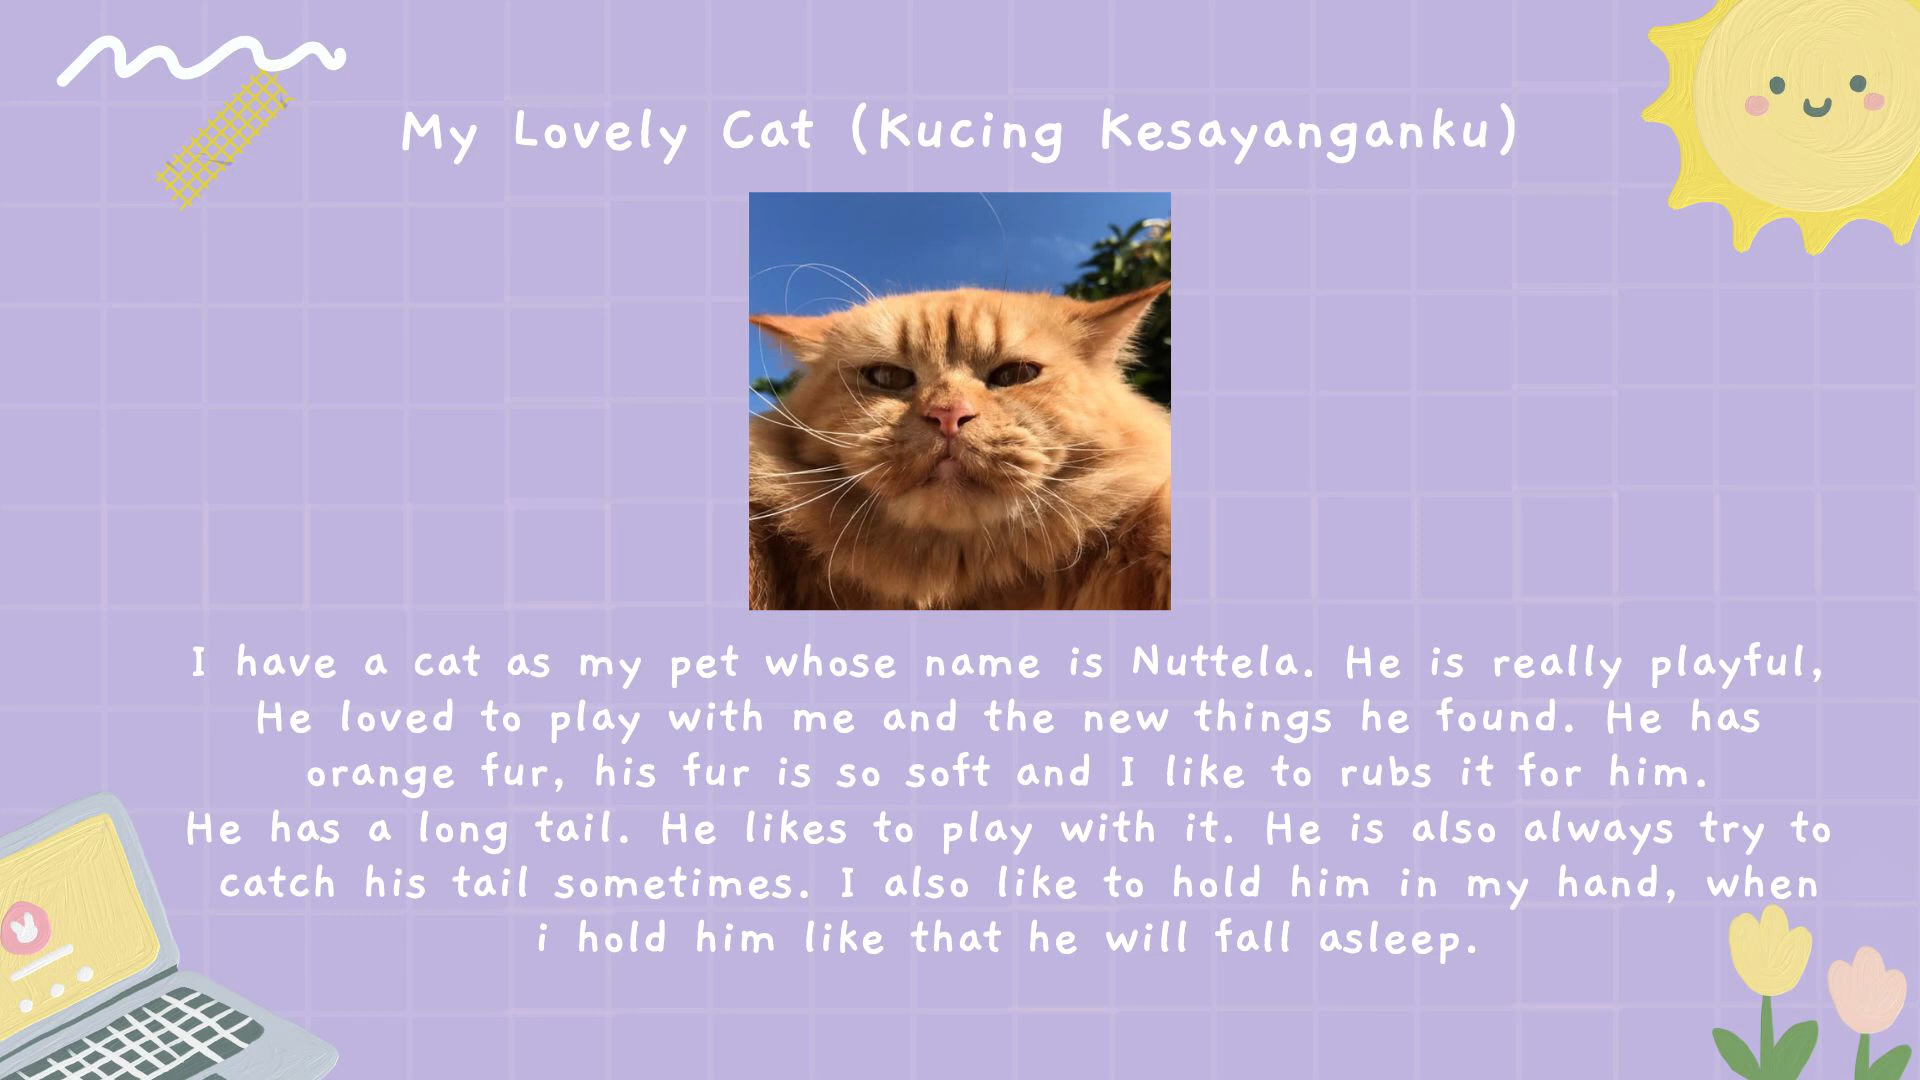 My Lovely Cat (Kucing Kesayanganku)
I have a cat as my pet whose name is Nuttela. He is really playful,
He loved to play with me and the new things he found. He has
orange fur, his fur is so soft and I like to rubs it for him.
He has a long tail. He likes to play with it. He is also always try to
catch his tail sometimes. I also like to hold him in my hand, when
i hold him like that he will fall asleep.